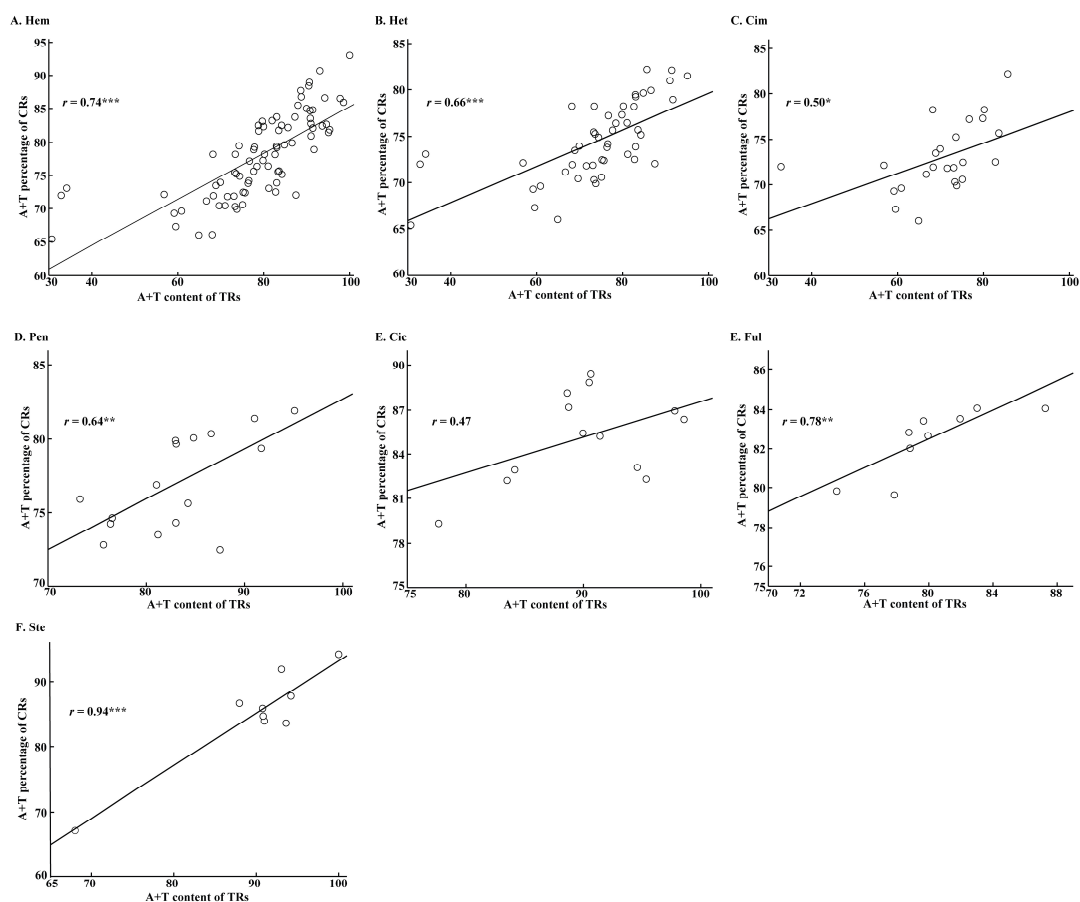 A. Hem
95
90
85
80
75
70
65
60
30
40
60
80
100
r = 0.74***
A+T percentage of CRs
A+T content of TRs
B. Het
85
80
75
70
65
60
30
40
60
80
100
r = 0.66***
A+T percentage of CRs
A+T content of TRs
C. Cim
85
80
75
70
65
60
30
40
60
80
100
r = 0.50*
A+T percentage of CRs
A+T content of TRs
D. Pen
85
80
75
70
70
80
90
100
r = 0.64**
A+T percentage of CRs
A+T content of TRs
E. Cic
90
87
84
81
78
75
75
80
90
100
r = 0.47
A+T percentage of CRs
A+T content of TRs
E. Ful
86
84
82
80
78
76
75
70
72
76
80
84
88
r = 0.78**
A+T percentage of CRs
A+T content of TRs
F. Ste
90
80
70
60
65
70
80
90
100
r = 0.94***
A+T percentage of CRs
A+T content of TRs